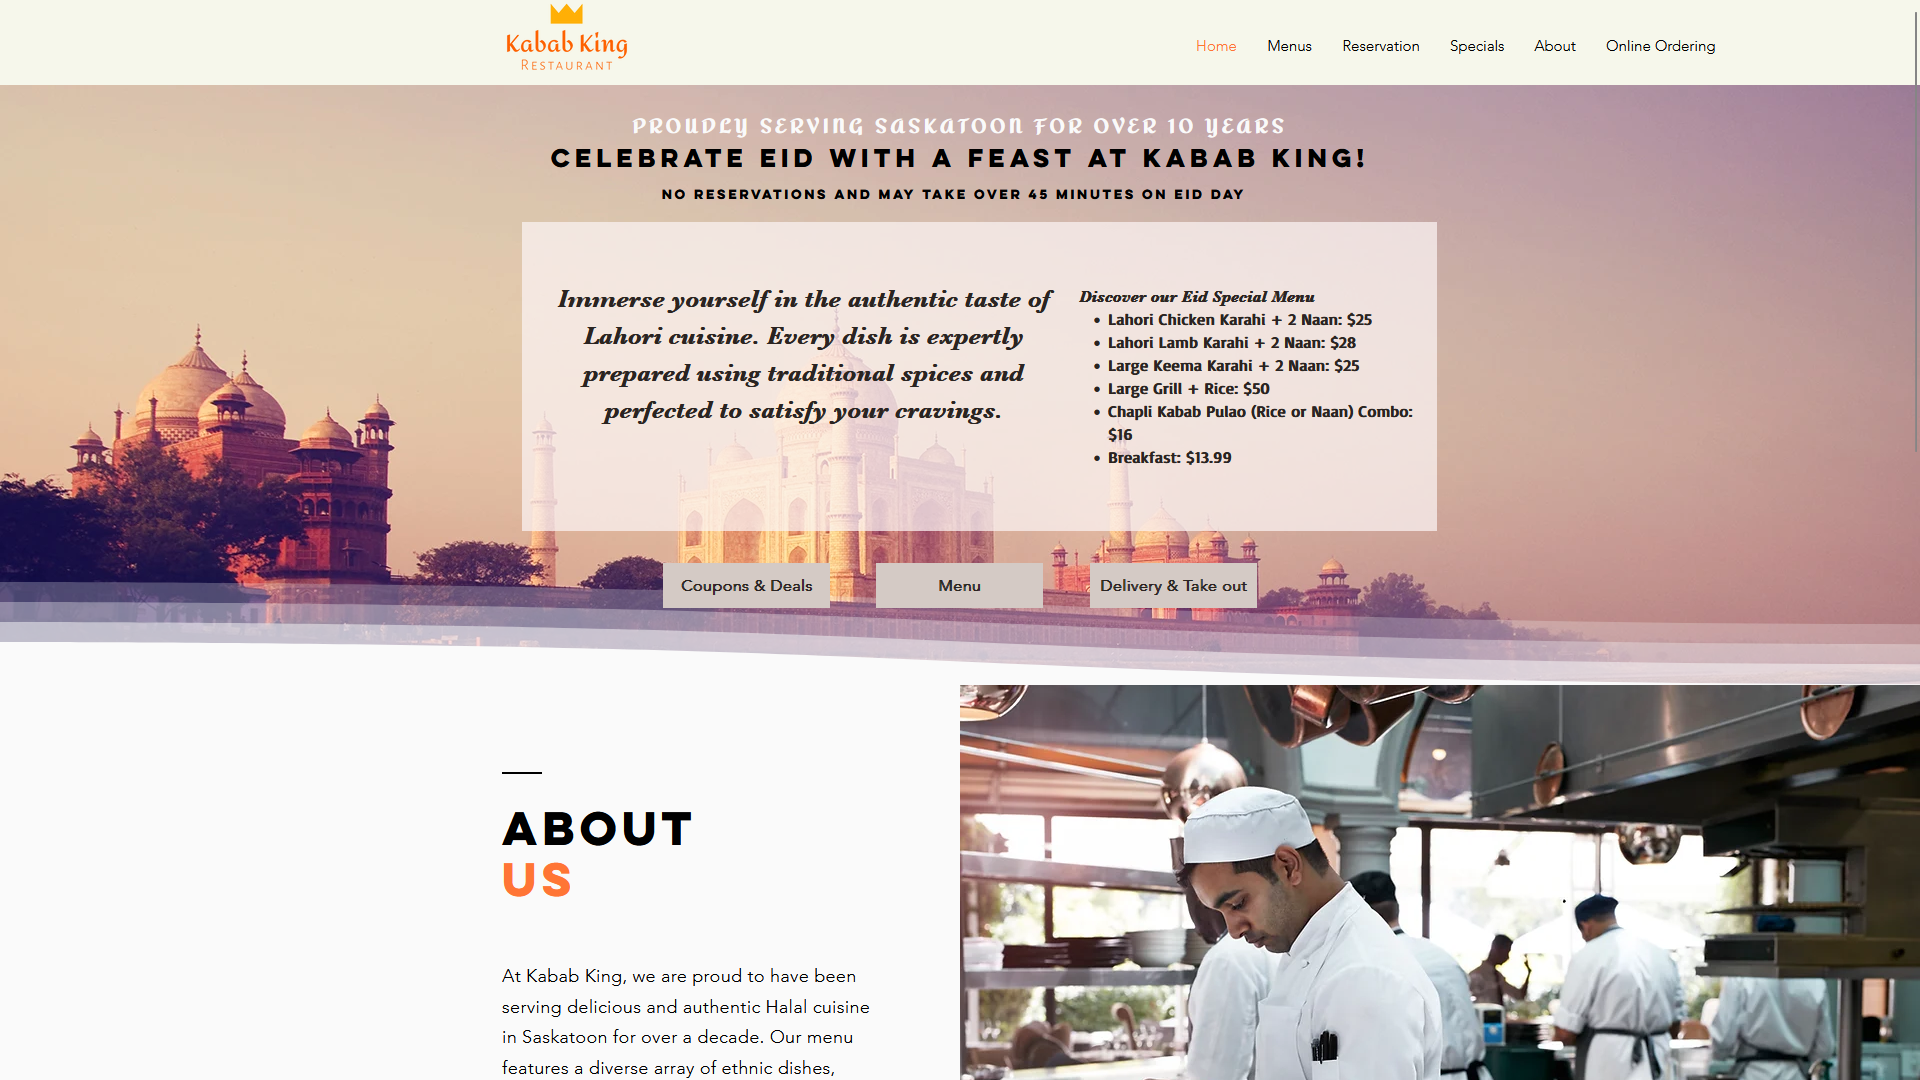 Kabab King
RESTAURANT
Home
Menus
Reservation
Specials
About
Online Ordering
PROUDLY SERVING SASKATOON FOR OVER 10 YEARS
CELEBRATE EID WITH A FEAST AT KABAB KING!
NO RESERVATIONS AND MAY TAKE OVER 45 MINUTES ON EID DAY
Immerse yourself in the authentic taste of
Lahori cuisine. Every dish is expertly
prepared using traditional spices and
perfected to satisfy your cravings.
Discover our Eid Special Menu
• Lahori Chicken Karahi + 2 Naan: $25
• Lahori Lamb Karahi + 2 Naan: $28
• Large Keema Karahi + 2 Naan: $25
• Large Grill + Rice: $50
• Chapli Kabab Pulao (Rice or Naan) Combo:
$16
• Breakfast: $13.99
Coupons & Deals
Menu
Delivery & Take out
ABOUT
US
At Kabab King, we are proud to have been
serving delicious and authentic Halal cuisine
in Saskatoon for over a decade. Our menu
features a diverse array of ethnic dishes,